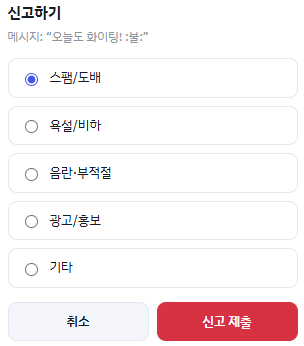 신고하기
메시지: “오늘도 화이팅! :불:”
스팸/도배
욕설/비하
음란·부적절
광고/홍보
기타
취소
신고 제출